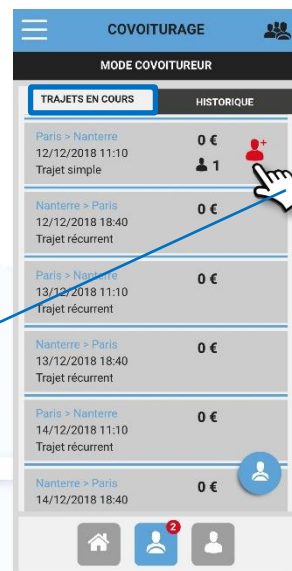 COVOITURAGE
MODE COVOITUREUR
TRAJETS EN COURS
HISTORIQUE
Paris > Nanterre
0 €
12/12/2018 11:10
1
Trajet simple
Nanterre > Paris
0 €
12/12/2018 18:40
Trajet récurrent
Paris > Nanterre
0 €
13/12/2018 11:10
Trajet récurrent
Nanterre > Paris
0 €
13/12/2018 18:40
Trajet récurrent
Paris > Nanterre
0 €
14/12/2018 11:10
Trajet récurrent
Nanterre > Paris
0 €
14/12/2018 18:40
2